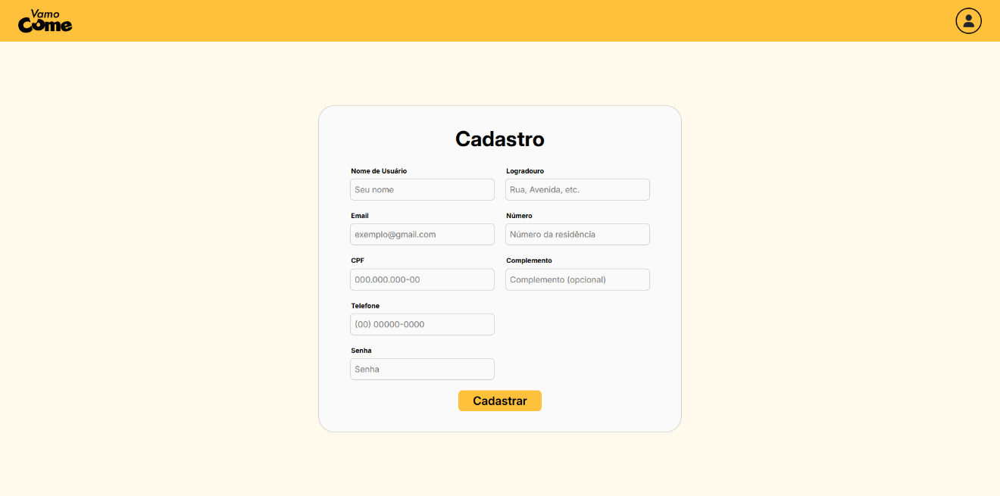 Vamo
Come
Cadastro
Nome de Usuário
Seu nome
Email
exemplo@gmail.com
CPF
000.000.000-00
Telefone
(00) 00000-0000
Senha
Senha
Logradouro
Rua, Avenida, etc.
Número
Número da residência
Complemento
Complemento (opcional)
Cadastrar